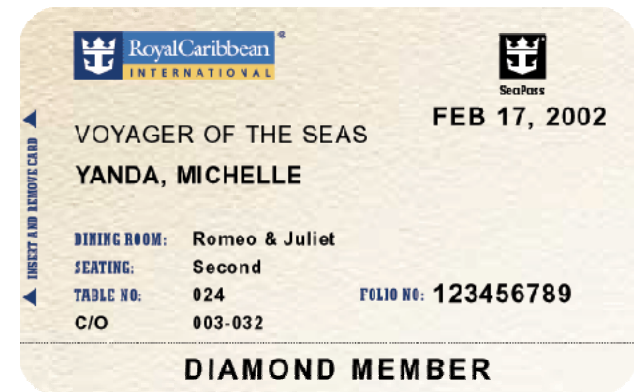 RoyalCaribbean ®
INTERNATIONAL
SeaPass
FEB 17, 2002
VOYAGER OF THE SEAS
YANDA, MICHELLE
INSERT AND REMOVE CARD
DINING ROOM: Romeo & Juliet
SEATING: Second
TABLE NO: 024
FOLIO NO: 123456789
C/O 003-032
DIAMOND MEMBER